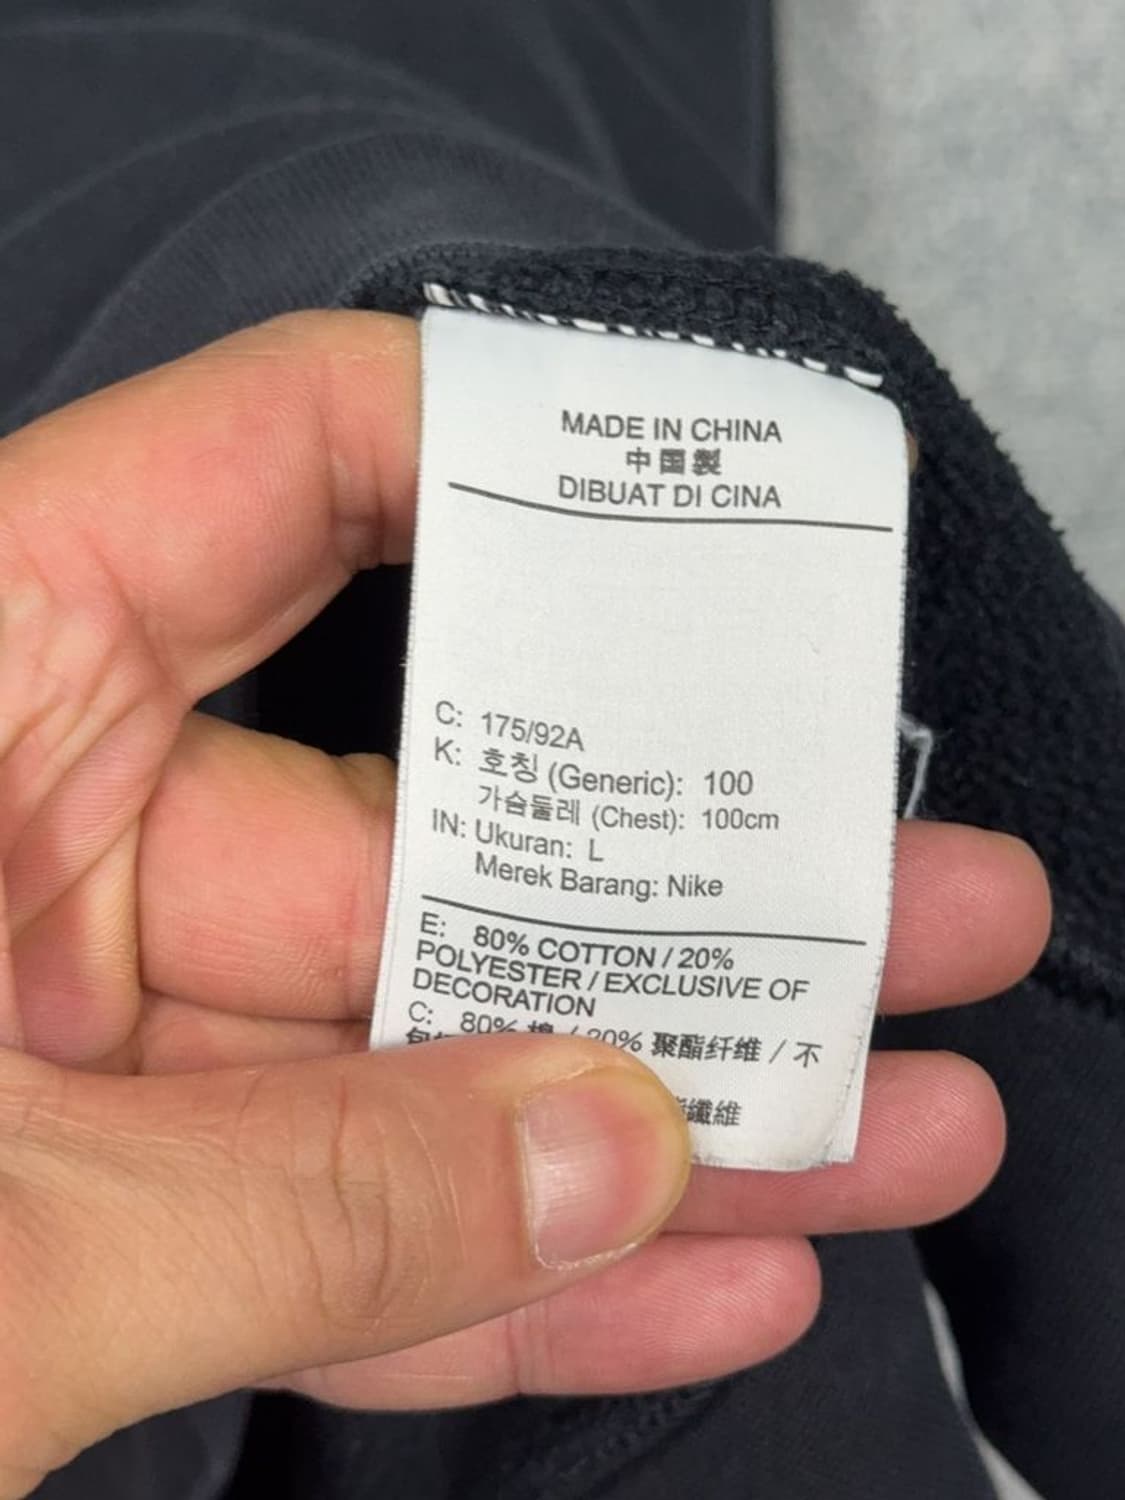 MADE IN CHINA
中国製
DIBUAT DI CINA
C: 175/92A
K: 호칭 (Generic): 100
가슴둘레 (Chest): 100cm
IN: Ukuran: L
Merek Barang: Nike
E: 80% COTTON / 20%
POLYESTER / EXCLUSIVE OF
DECORATION
C: 80% 棉 / 20% 聚酯纤维 / 不
纖維